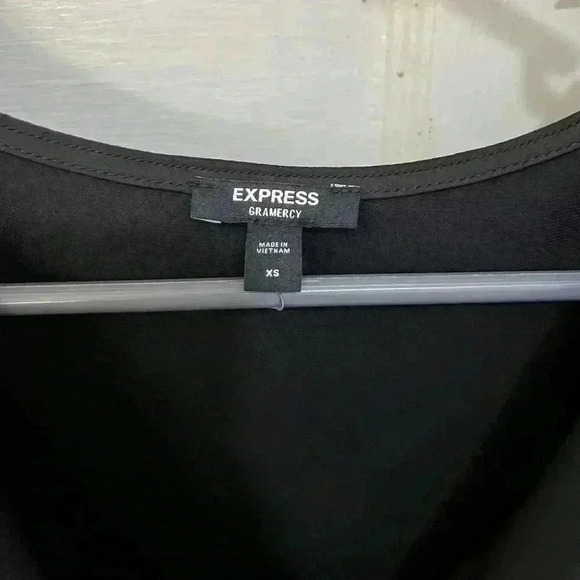 EXPRESS
GRAMERCY
MADE IN
VIETNAM
XS